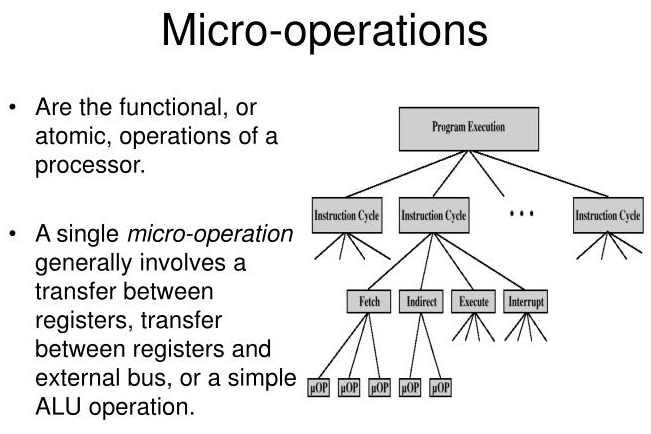 Micro-operations
• Are the functional, or
atomic, operations of a
processor.
• A single micro-operation
generally involves a
transfer between
registers, transfer
between registers and
external bus, or a simple
ALU operation.
Program Execution
Instruction Cycle
Instruction Cycle
• • •
Instruction Cycle
Fetch
Indirect
Execute
Interrupt
μOP
μOP
μOP
μOP
μOP